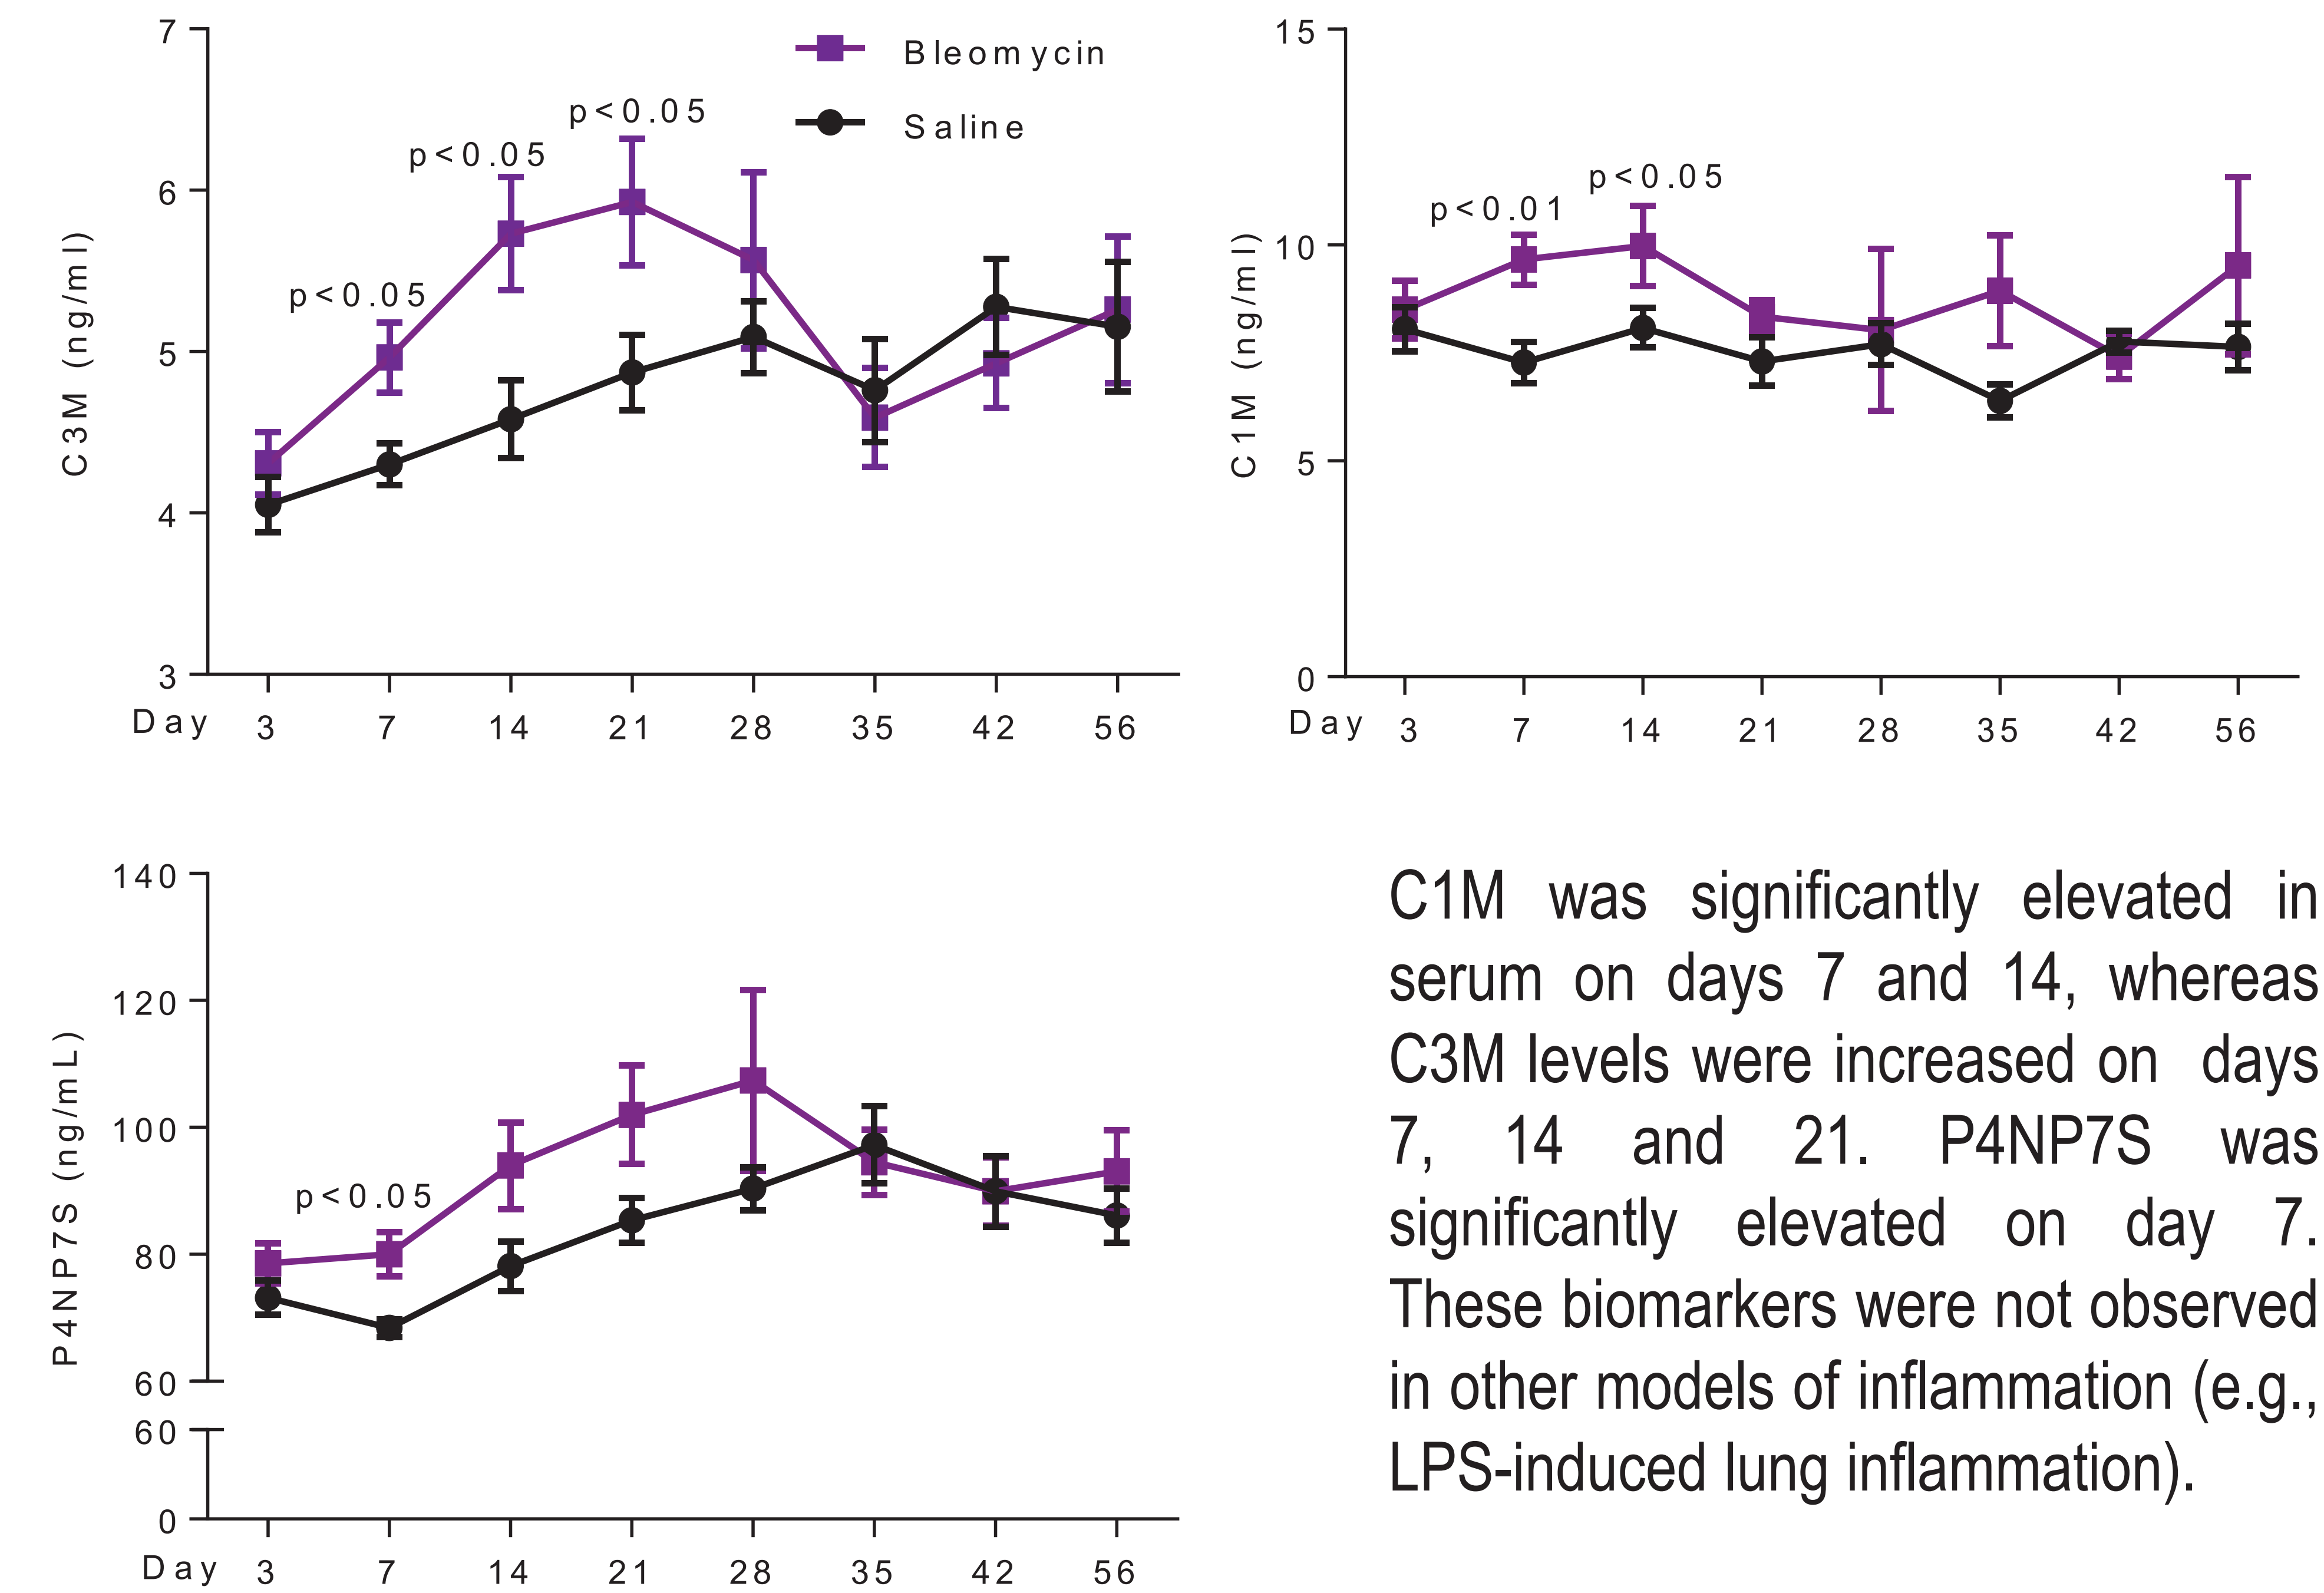 7
6
5
4
3
C3M (ng/ml)
Bleomycin
Saline
p<0.05
p<0.05
p<0.05
Day 3 7 14 21 28 35 42 56
15
10
5
0
C1M (ng/ml)
p<0.01
p<0.05
Day 3 7 14 21 28 35 42 56
140
120
100
80
60
60
0
P4NP7S (ng/mL)
p<0.05
Day 3 7 14 21 28 35 42 56
C1M was significantly elevated in
serum on days 7 and 14, whereas
C3M levels were increased on days
7, 14 and 21. P4NP7S was
significantly elevated on day 7.
These biomarkers were not observed
in other models of inflammation (e.g.,
LPS-induced lung inflammation).